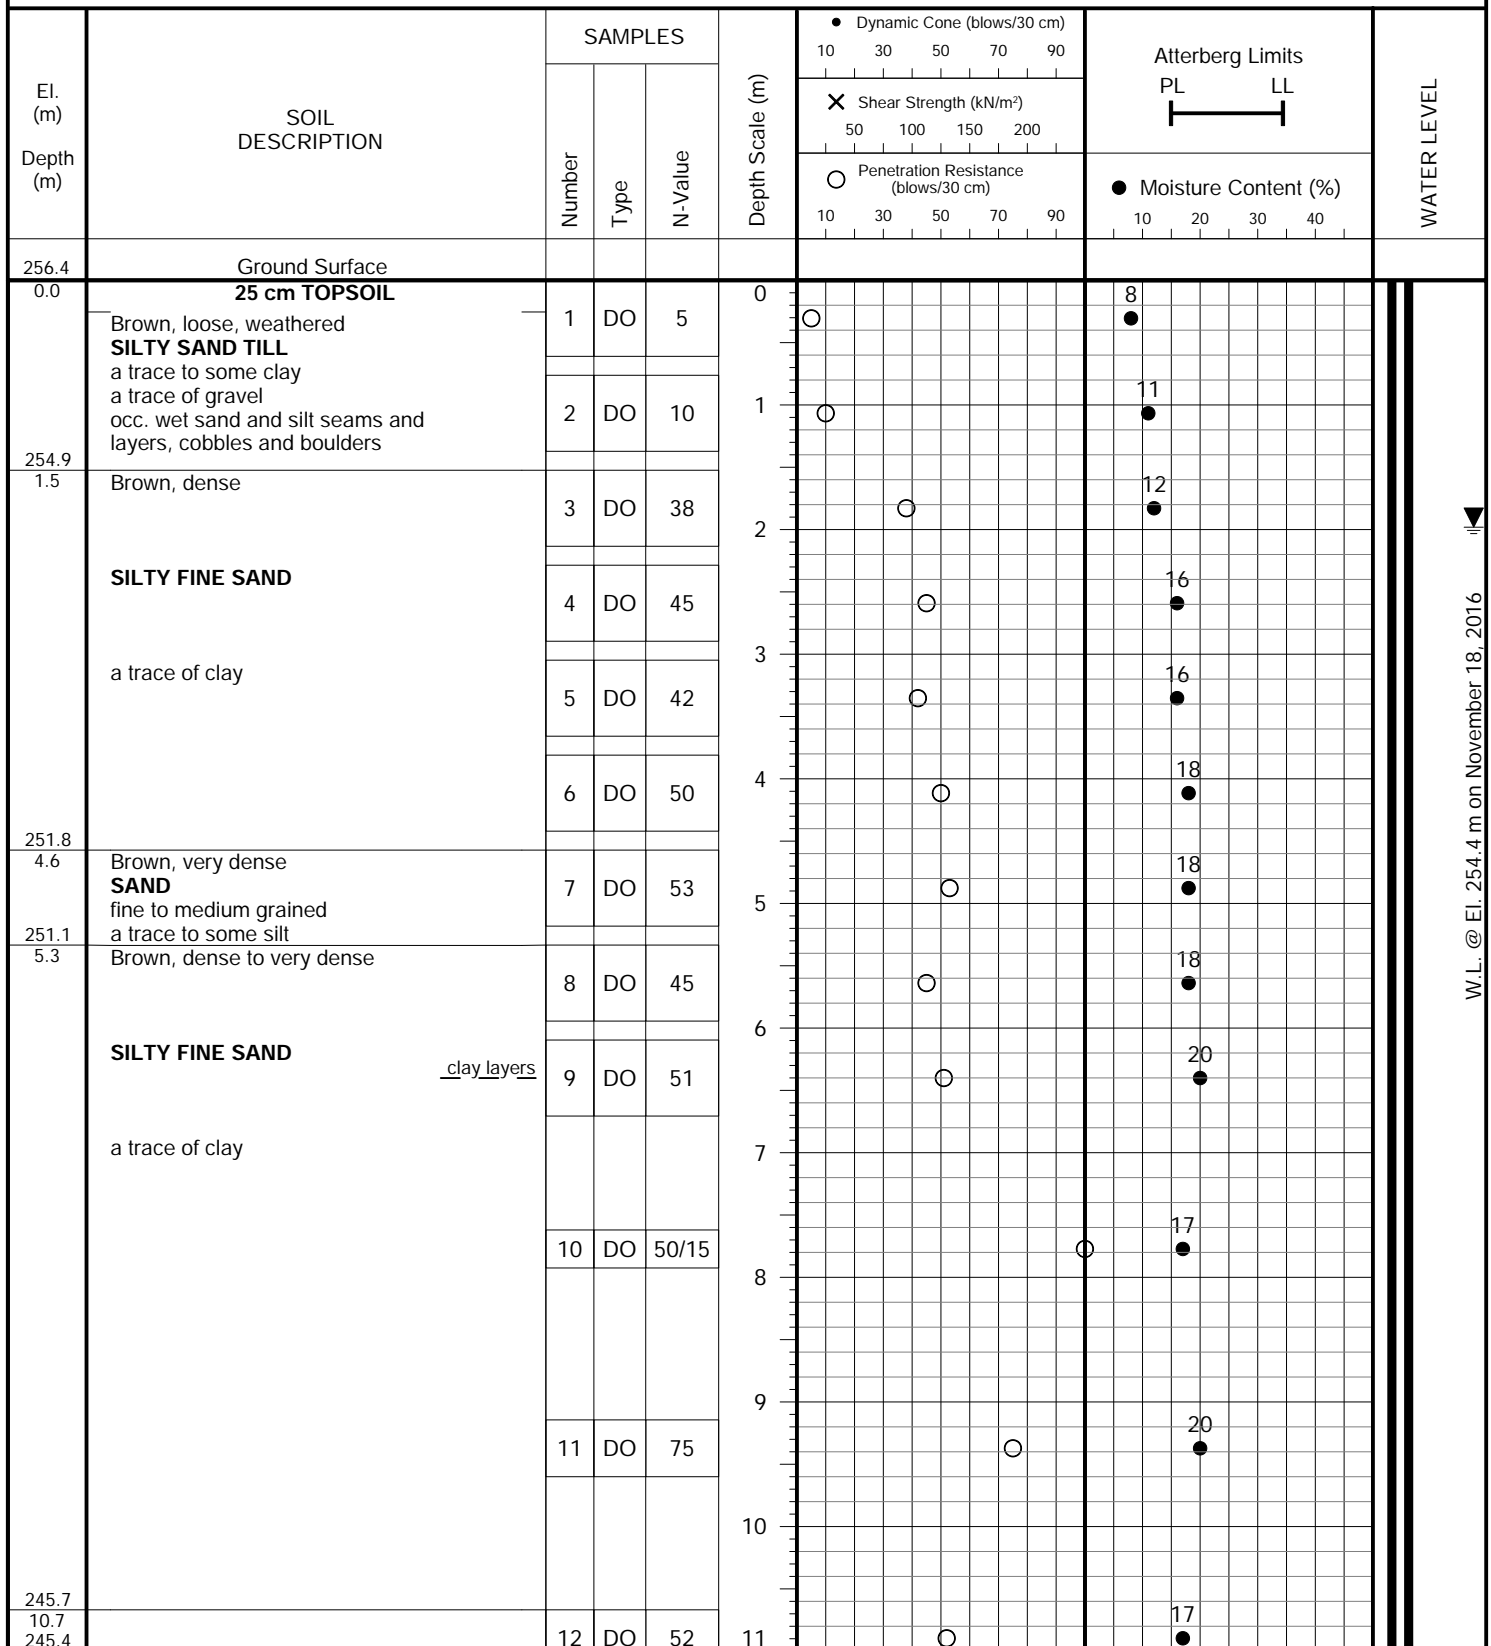 El.
(m)
Depth
(m)
SOIL
DESCRIPTION
SAMPLES
Number
Type
N-Value
Depth Scale (m)
Dynamic Cone (blows/30 cm)
10 30 50 70 90
Shear Strength (kN/m²)
50 100 150 200
Penetration Resistance
(blows/30 cm)
10 30 50 70 90
Atterberg Limits
PL LL
Moisture Content (%)
10 20 30 40
WATER LEVEL
256.4 Ground Surface
0.0 25 cm TOPSOIL 0 8
Brown, loose, weathered 1 DO 5
SILTY SAND TILL
a trace to some clay
a trace of gravel 11
occ. wet sand and silt seams and 2 DO 10 1
layers, cobbles and boulders
254.9
1.5 Brown, dense 12
3 DO 38
2
SILTY FINE SAND 16
4 DO 45
3
a trace of clay 16
5 DO 42
18
4
6 DO 50
251.8
4.6 Brown, very dense 18
SAND 7 DO 53
fine to medium grained 5
251.1 a trace to some silt
5.3 Brown, dense to very dense 18
8 DO 45
6
SILTY FINE SAND 20
clay layers 9 DO 51
a trace of clay 7
17
10 DO 50/15
8
9
20
11 DO 75
10
245.7
10.7 17
245.4 12 DO 52 11
W.L. @ El. 254.4 m on November 18, 2016